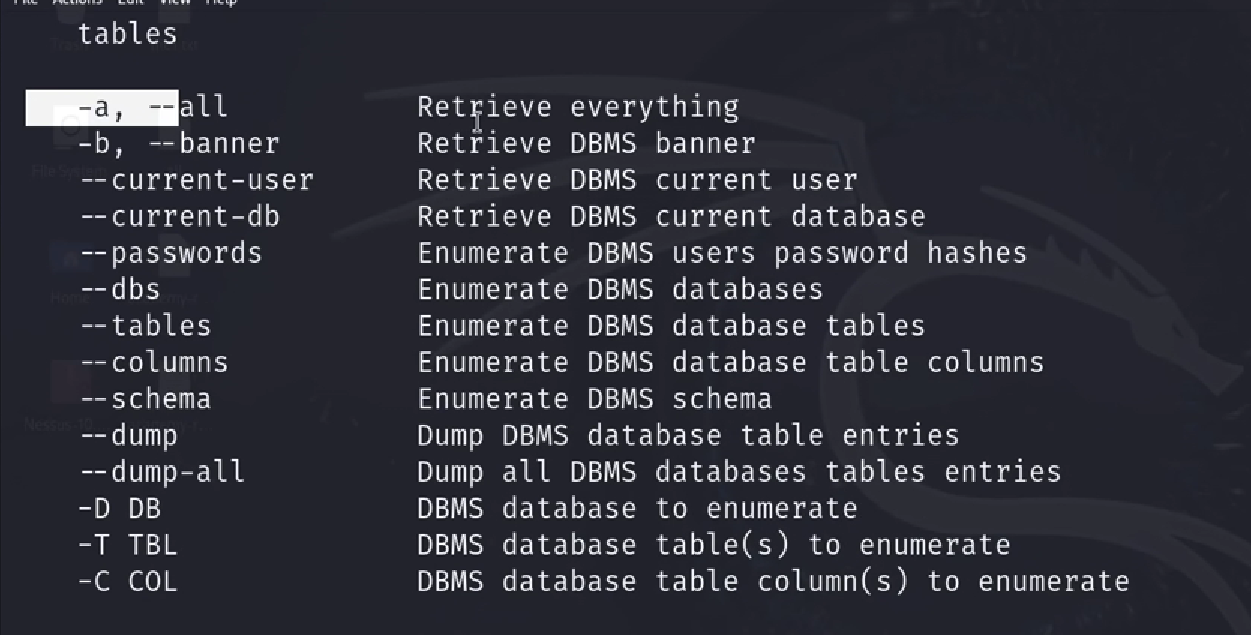 File Actions Edit View Help
tables
-a, --all Retrieve everything
-b, --banner Retrieve DBMS banner
--current-user Retrieve DBMS current user
--current-db Retrieve DBMS current database
--passwords Enumerate DBMS users password hashes
--dbs Enumerate DBMS databases
--tables Enumerate DBMS database tables
--columns Enumerate DBMS database table columns
--schema Enumerate DBMS schema
--dump Dump DBMS database table entries
--dump-all Dump all DBMS databases tables entries
-D DB DBMS database to enumerate
-T TBL DBMS database table(s) to enumerate
-C COL DBMS database table column(s) to enumerate
File System
Home